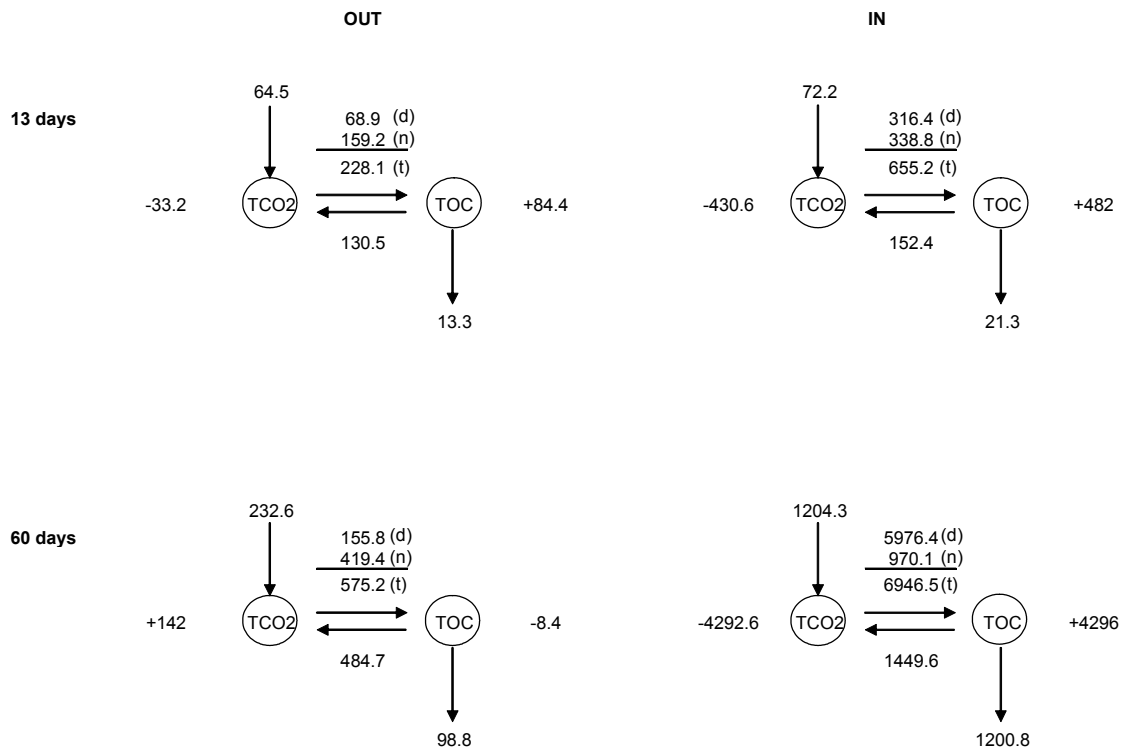 OUT IN
13 days
64.5 72.2
68.9 (d) 316.4 (d)
159.2 (n) 338.8 (n)
228.1 (t) 655.2 (t)
-33.2 TCO2 TOC +84.4 -430.6 TCO2 TOC +482
130.5 152.4
13.3 21.3
60 days
232.6 1204.3
155.8 (d) 5976.4 (d)
419.4 (n) 970.1 (n)
575.2 (t) 6946.5 (t)
+142 TCO2 TOC -8.4 -4292.6 TCO2 TOC +4296
484.7 1449.6
98.8 1200.8